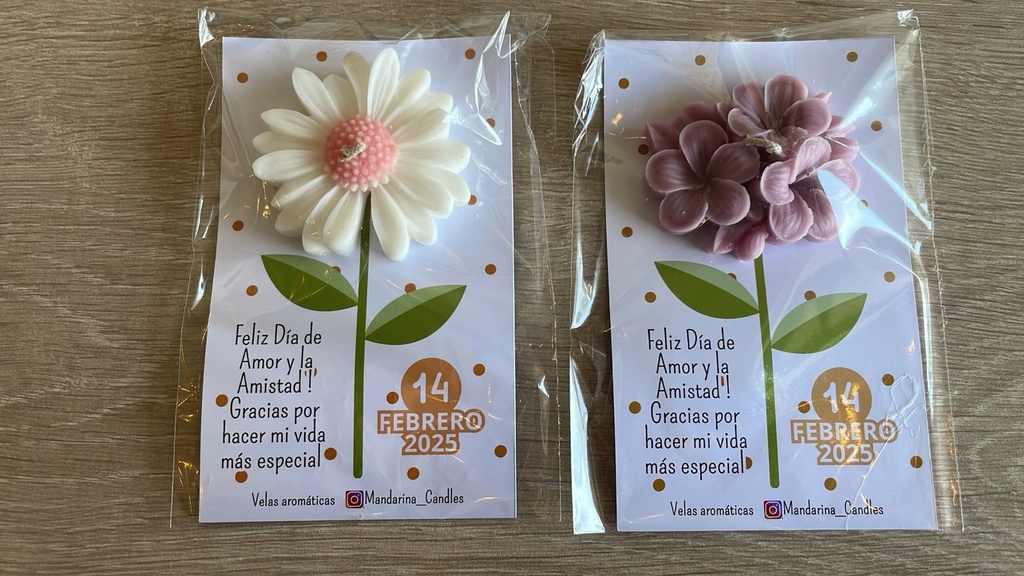 Feliz Día de
Amor y la
Amistad !
Gracias por
hacer mi vida
más especial
14
FEBRERO
2025
Velas aromáticas Mandarina_Candles
Feliz Día de
Amor y la
Amistad !
Gracias por
hacer mi vida
más especial
14
FEBRERO
2025
Velas aromáticas Mandarina_Candles